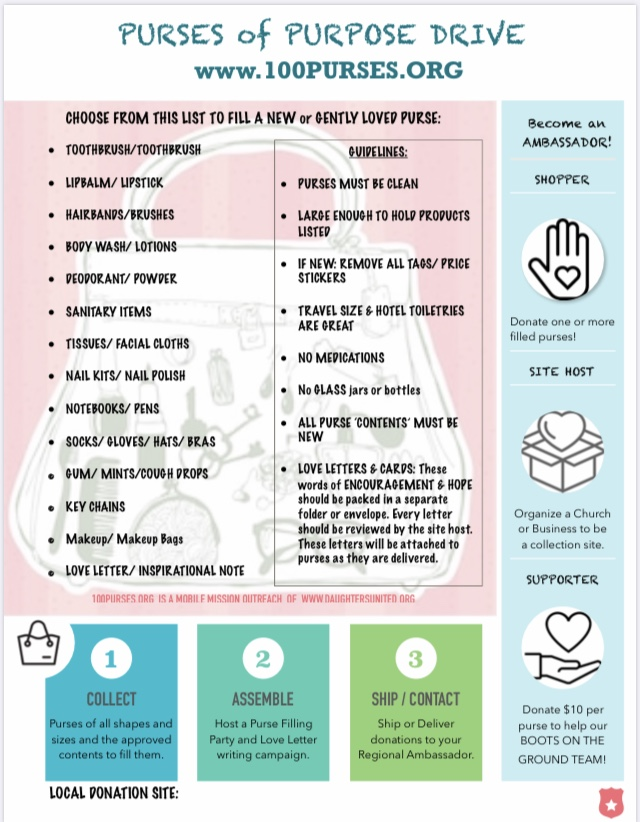 PURSES of PURPOSE DRIVE
www.100PURSES.ORG
CHOOSE FROM THIS LIST TO FILL A NEW or GENTLY LOVED PURSE:
• TOOTHBRUSH/TOOTHBRUSH
• LIPBALM/ LIPSTICK
• HAIRBANDS/BRUSHES
• BODY WASH/ LOTIONS
• DEODORANT/ POWDER
• SANITARY ITEMS
• TISSUES/ FACIAL CLOTHS
• NAIL KITS/ NAIL POLISH
• NOTEBOOKS/ PENS
• SOCKS/ GLOVES/ HATS/ BRAS
• GUM/ MINTS/COUGH DROPS
• KEY CHAINS
• Makeup/ Makeup Bags
• LOVE LETTER/ INSPIRATIONAL NOTE
GUIDELINES:
• PURSES MUST BE CLEAN
• LARGE ENOUGH TO HOLD PRODUCTS
LISTED
• IF NEW: REMOVE ALL TAGS/ PRICE
STICKERS
• TRAVEL SIZE & HOTEL TOILETRIES
ARE GREAT
• NO MEDICATIONS
• No GLASS jars or bottles
• ALL PURSE 'CONTENTS' MUST BE
NEW
• LOVE LETTERS & CARDS: These
words of ENCOURAGEMENT & HOPE
should be packed in a separate
folder or envelope. Every letter
should be reviewed by the site host.
These letters will be attached to
purses as they are delivered.
100PURSES.ORG IS A MOBILE MISSION OUTREACH OF WWW.DAUGHTERSUNITED.ORG
Become an
AMBASSADOR!
SHOPPER
Donate one or more
filled purses!
SITE HOST
Organize a Church
or Business to be
a collection site.
SUPPORTER
Donate $10 per
purse to help our
BOOTS ON THE
GROUND TEAM!
1
COLLECT
Purses of all shapes and
sizes and the approved
contents to fill them.
2
ASSEMBLE
Host a Purse Filling
Party and Love Letter
writing campaign.
3
SHIP / CONTACT
Ship or Deliver
donations to your
Regional Ambassador.
LOCAL DONATION SITE: